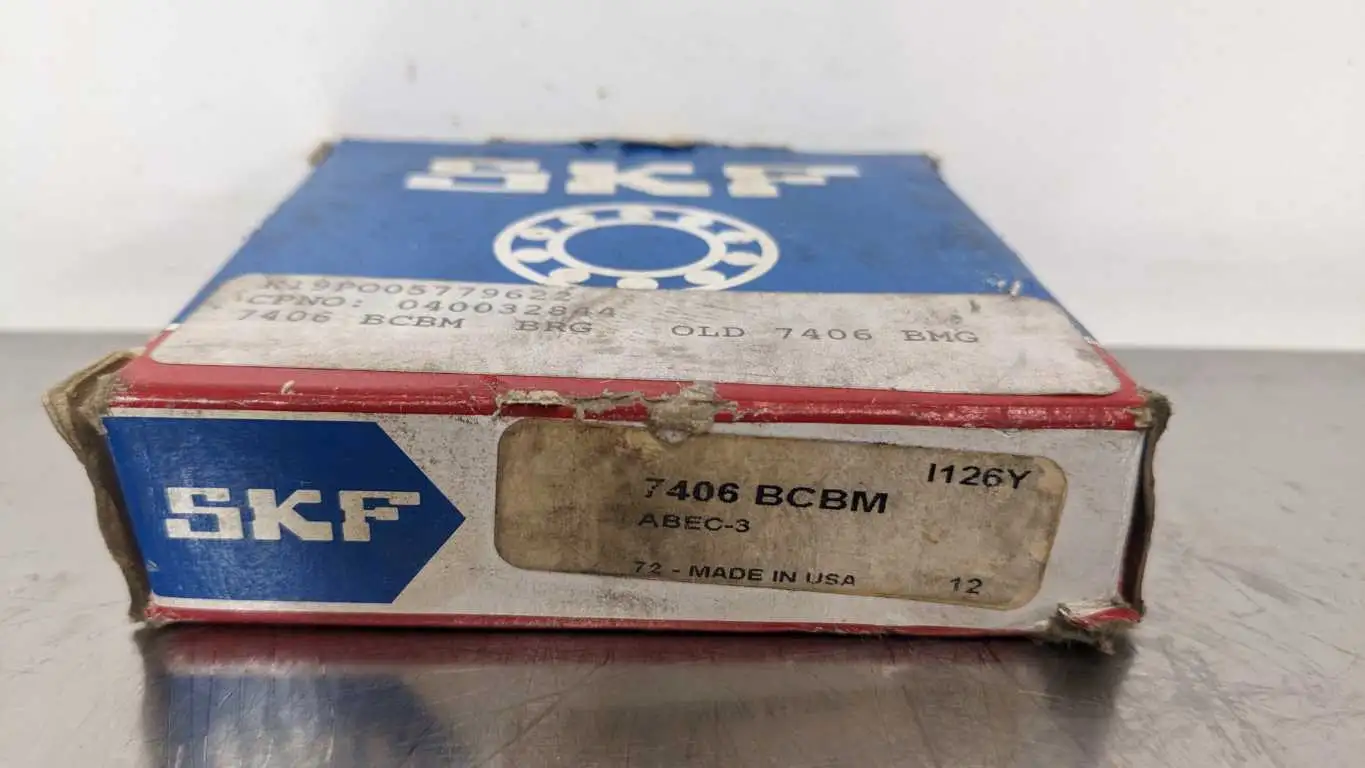 SKF
K19P005779622
CPNO: 040032844
7406 BCBM BRG OLD 7406 BMG
SKF
I126Y
7406 BCBM
ABEC-3
72 - MADE IN USA 12